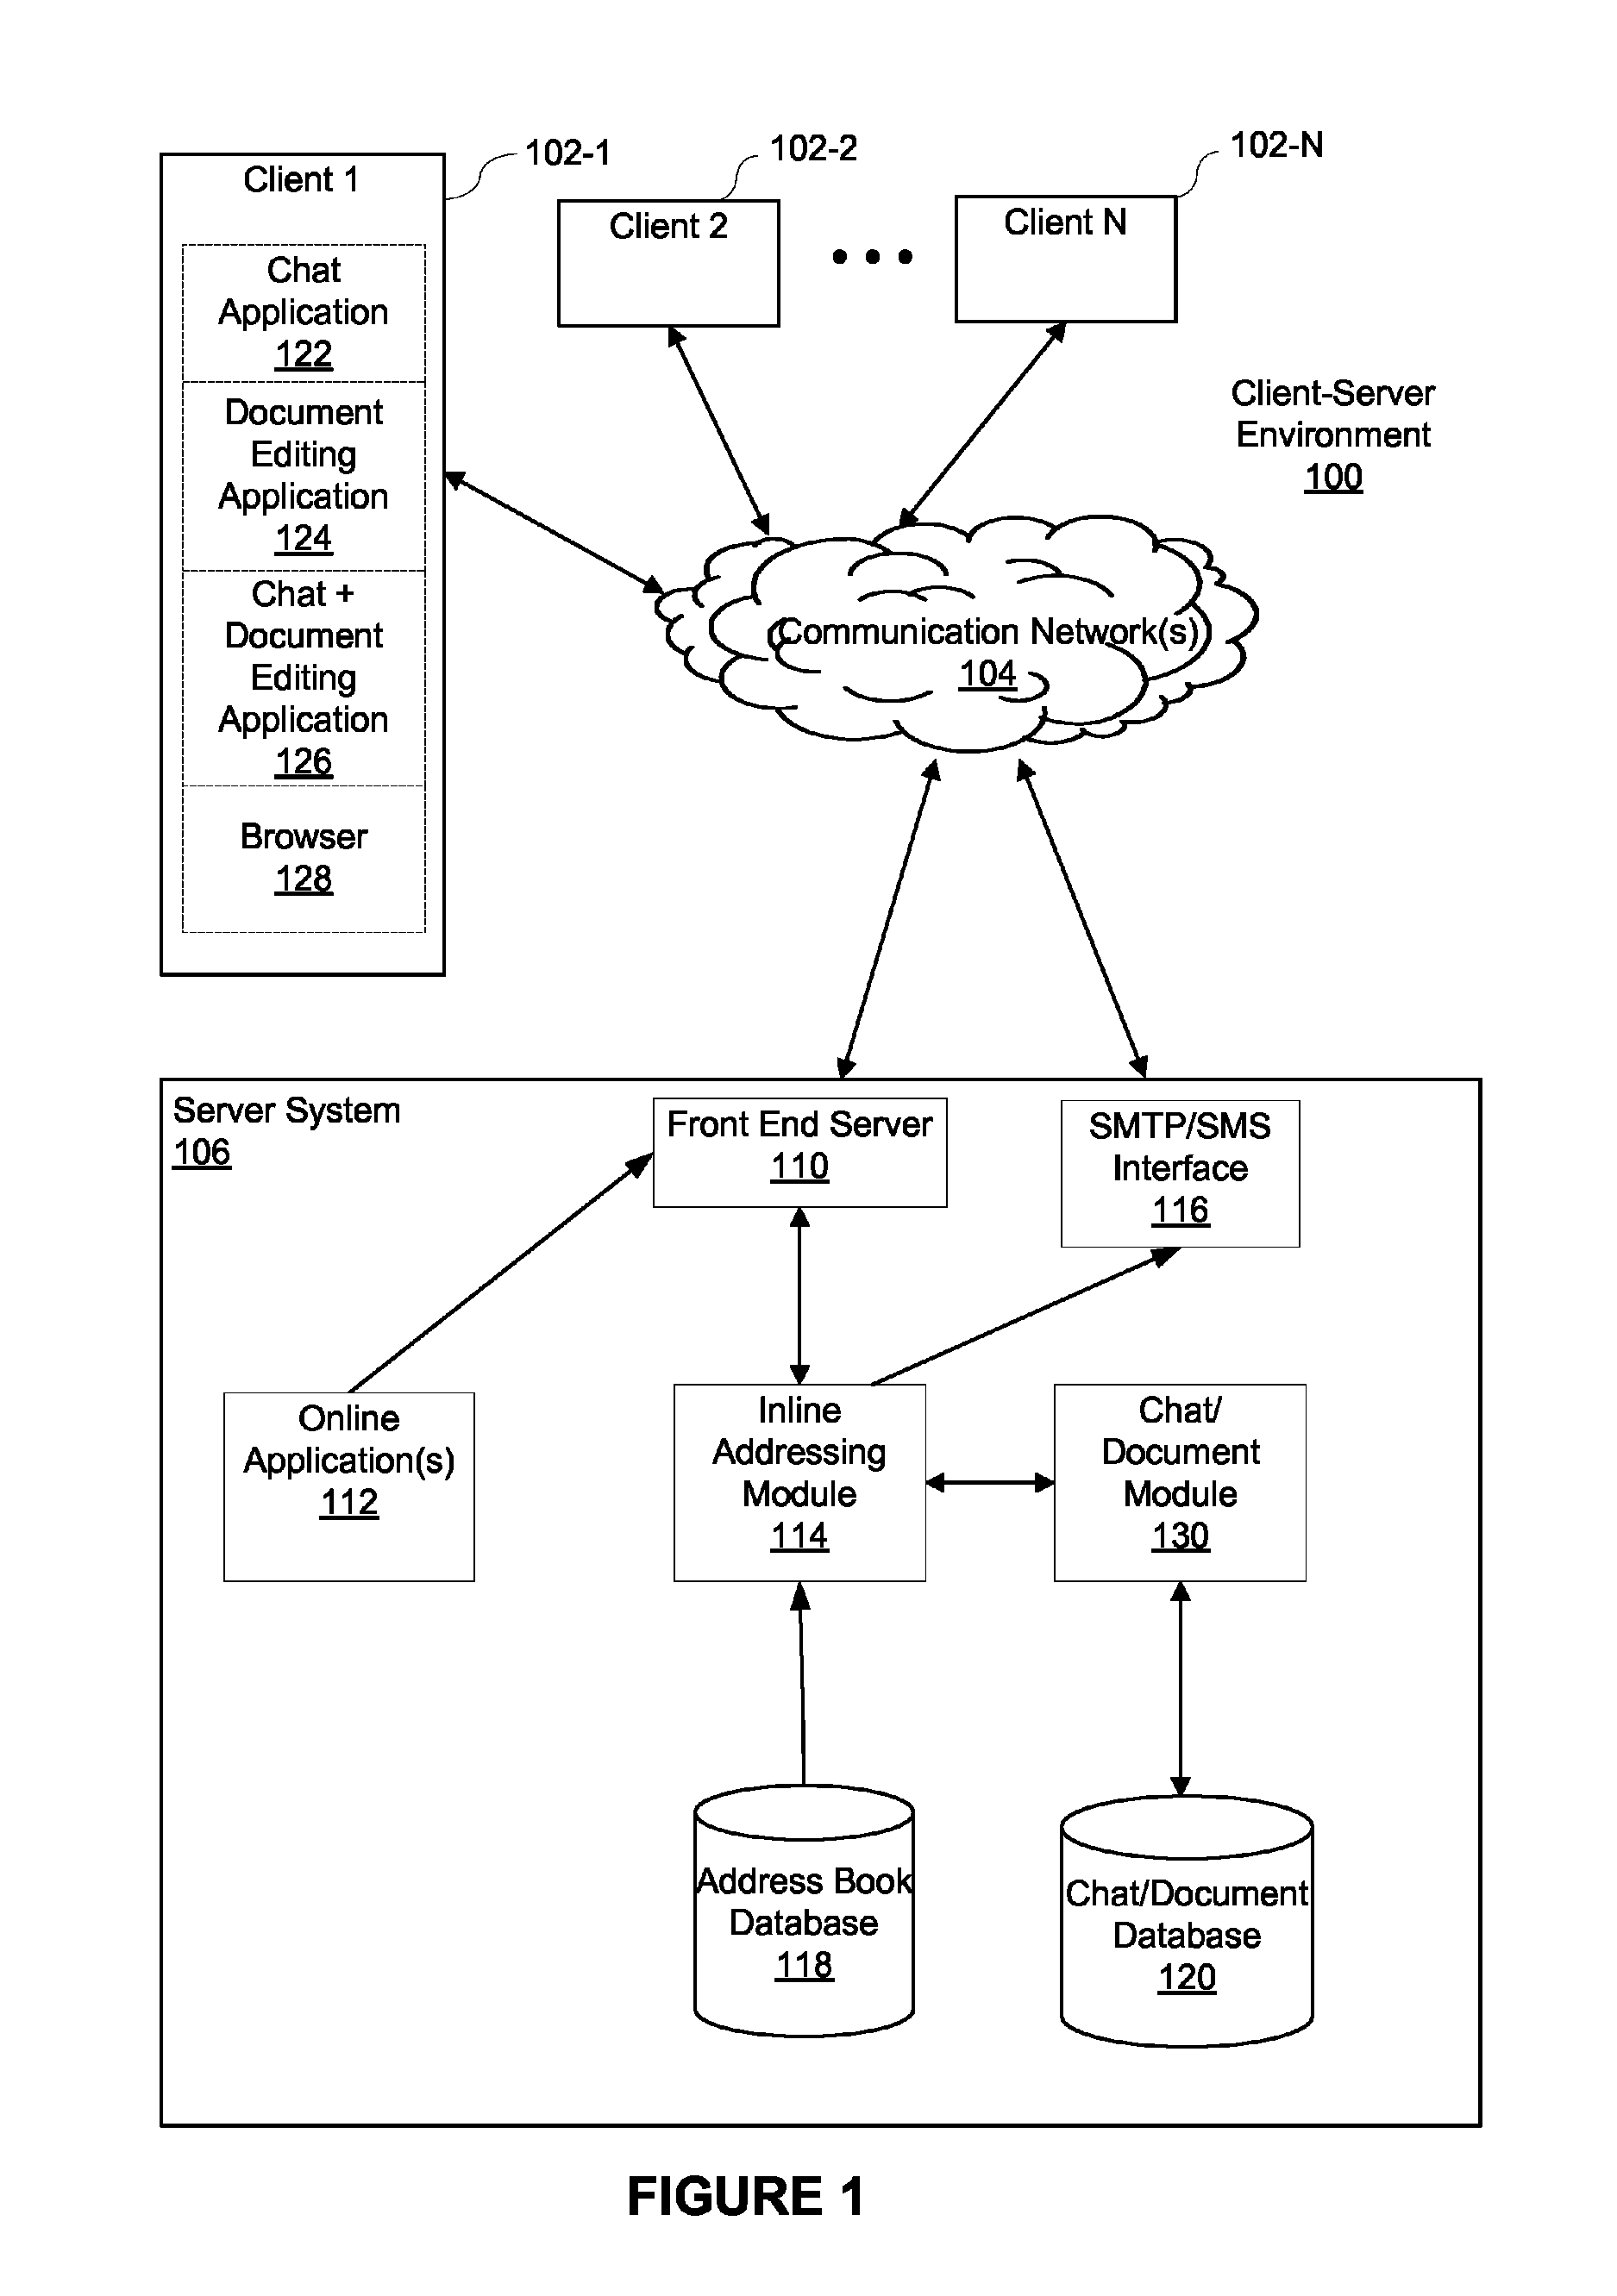 102-1
102-2
102-N
Client 1
Client 2
Client N
Chat
Application
122
Document
Editing
Application
124
Chat +
Document
Editing
Application
126
Browser
128
Client-Server
Environment
100
Communication Network(s)
104
Server System
106
Front End Server
110
SMTP/SMS
Interface
116
Online
Application(s)
112
Inline
Addressing
Module
114
Chat/
Document
Module
130
Address Book
Database
118
Chat/Document
Database
120
FIGURE 1